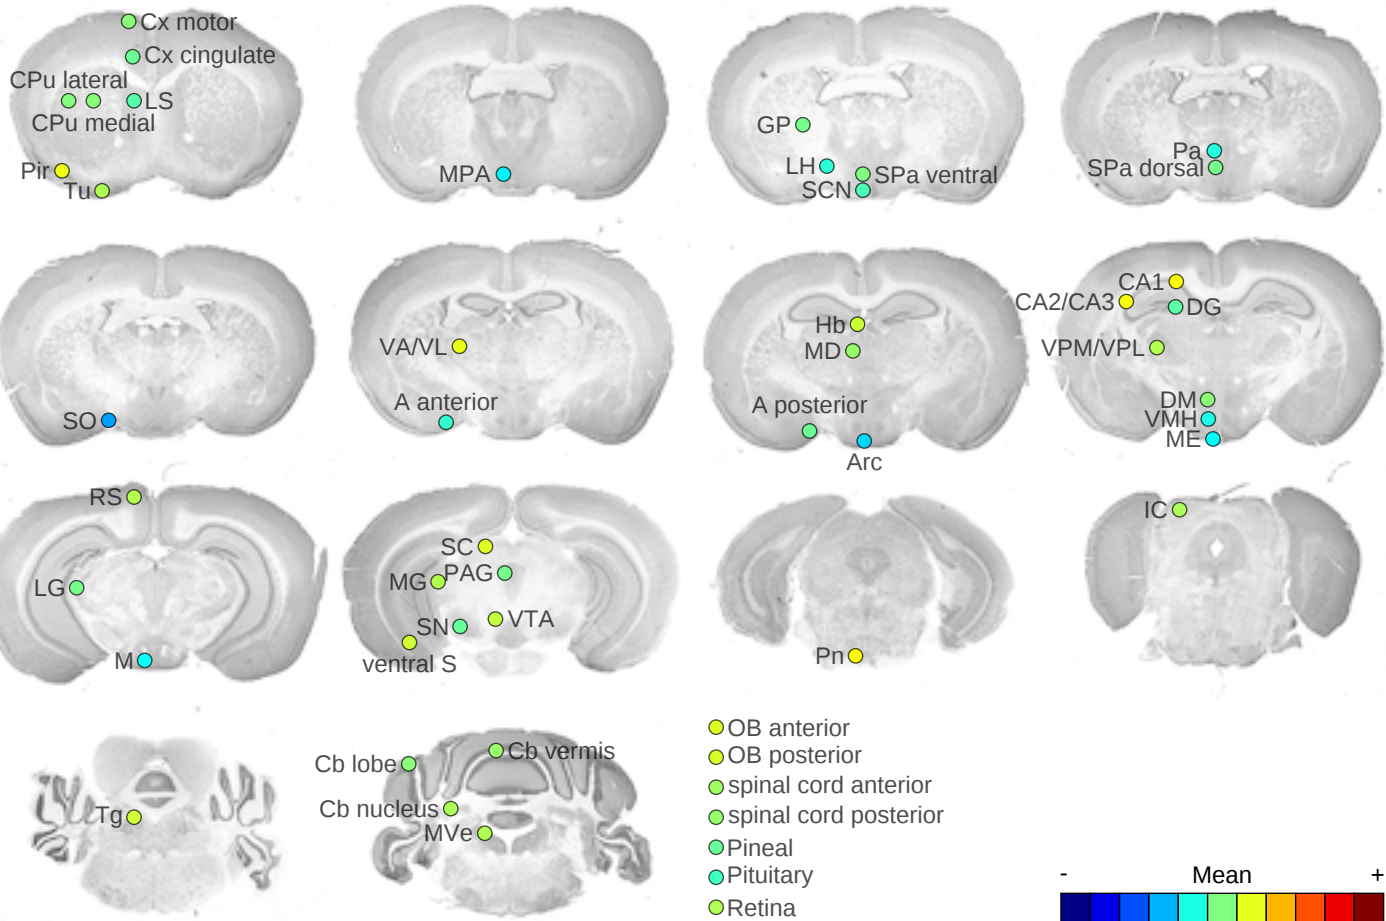 Cx motor
Cx cingulate
CPu lateral
LS
CPu medial
Pir
Tu
MPA
GP
LH
SPa ventral
SCN
Pa
SPa dorsal
SO
VA/VL
A anterior
Hb
MD
A posterior
Arc
CA1
CA2/CA3
DG
VPM/VPL
DM
VMH
ME
RS
LG
M
SC
MG
PAG
SN
VTA
ventral S
Pn
IC
Tg
Cb lobe
Cb vermis
Cb nucleus
MVe
OB anterior
OB posterior
spinal cord anterior
spinal cord posterior
Pineal
Pituitary
Retina
- Mean +